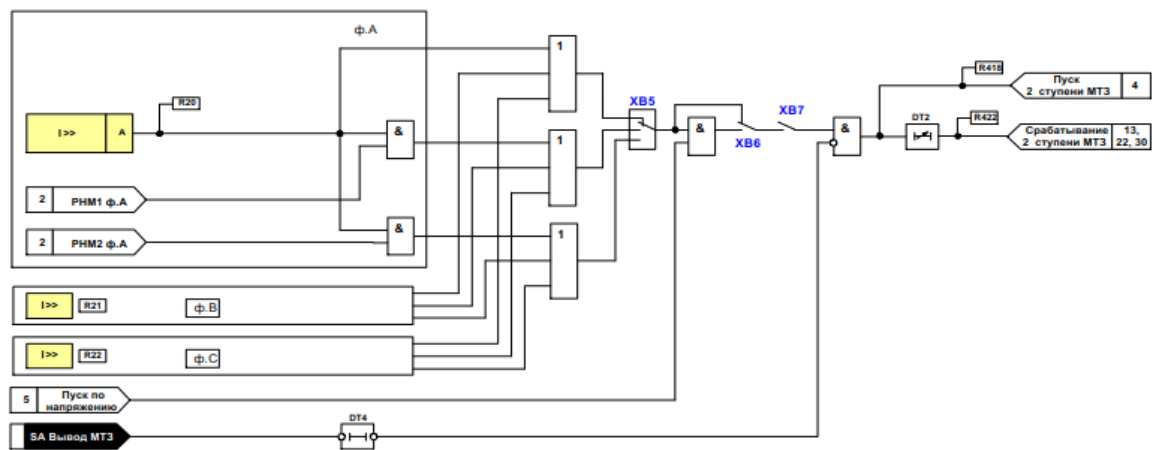 ф.А
I>>
A
R20
&
2
РНМ1 ф.А
&
2
РНМ2 ф.А
1
1
1
XB5
&
XB6
XB7
&
R418
Пуск
2 ступени МТЗ
4
DT2
R422
Срабатывание
2 ступени МТЗ
13,
22, 30
I>>
R21
ф.В
I>>
R22
ф.С
5
Пуск по
напряжению
SA Вывод МТЗ
DT4